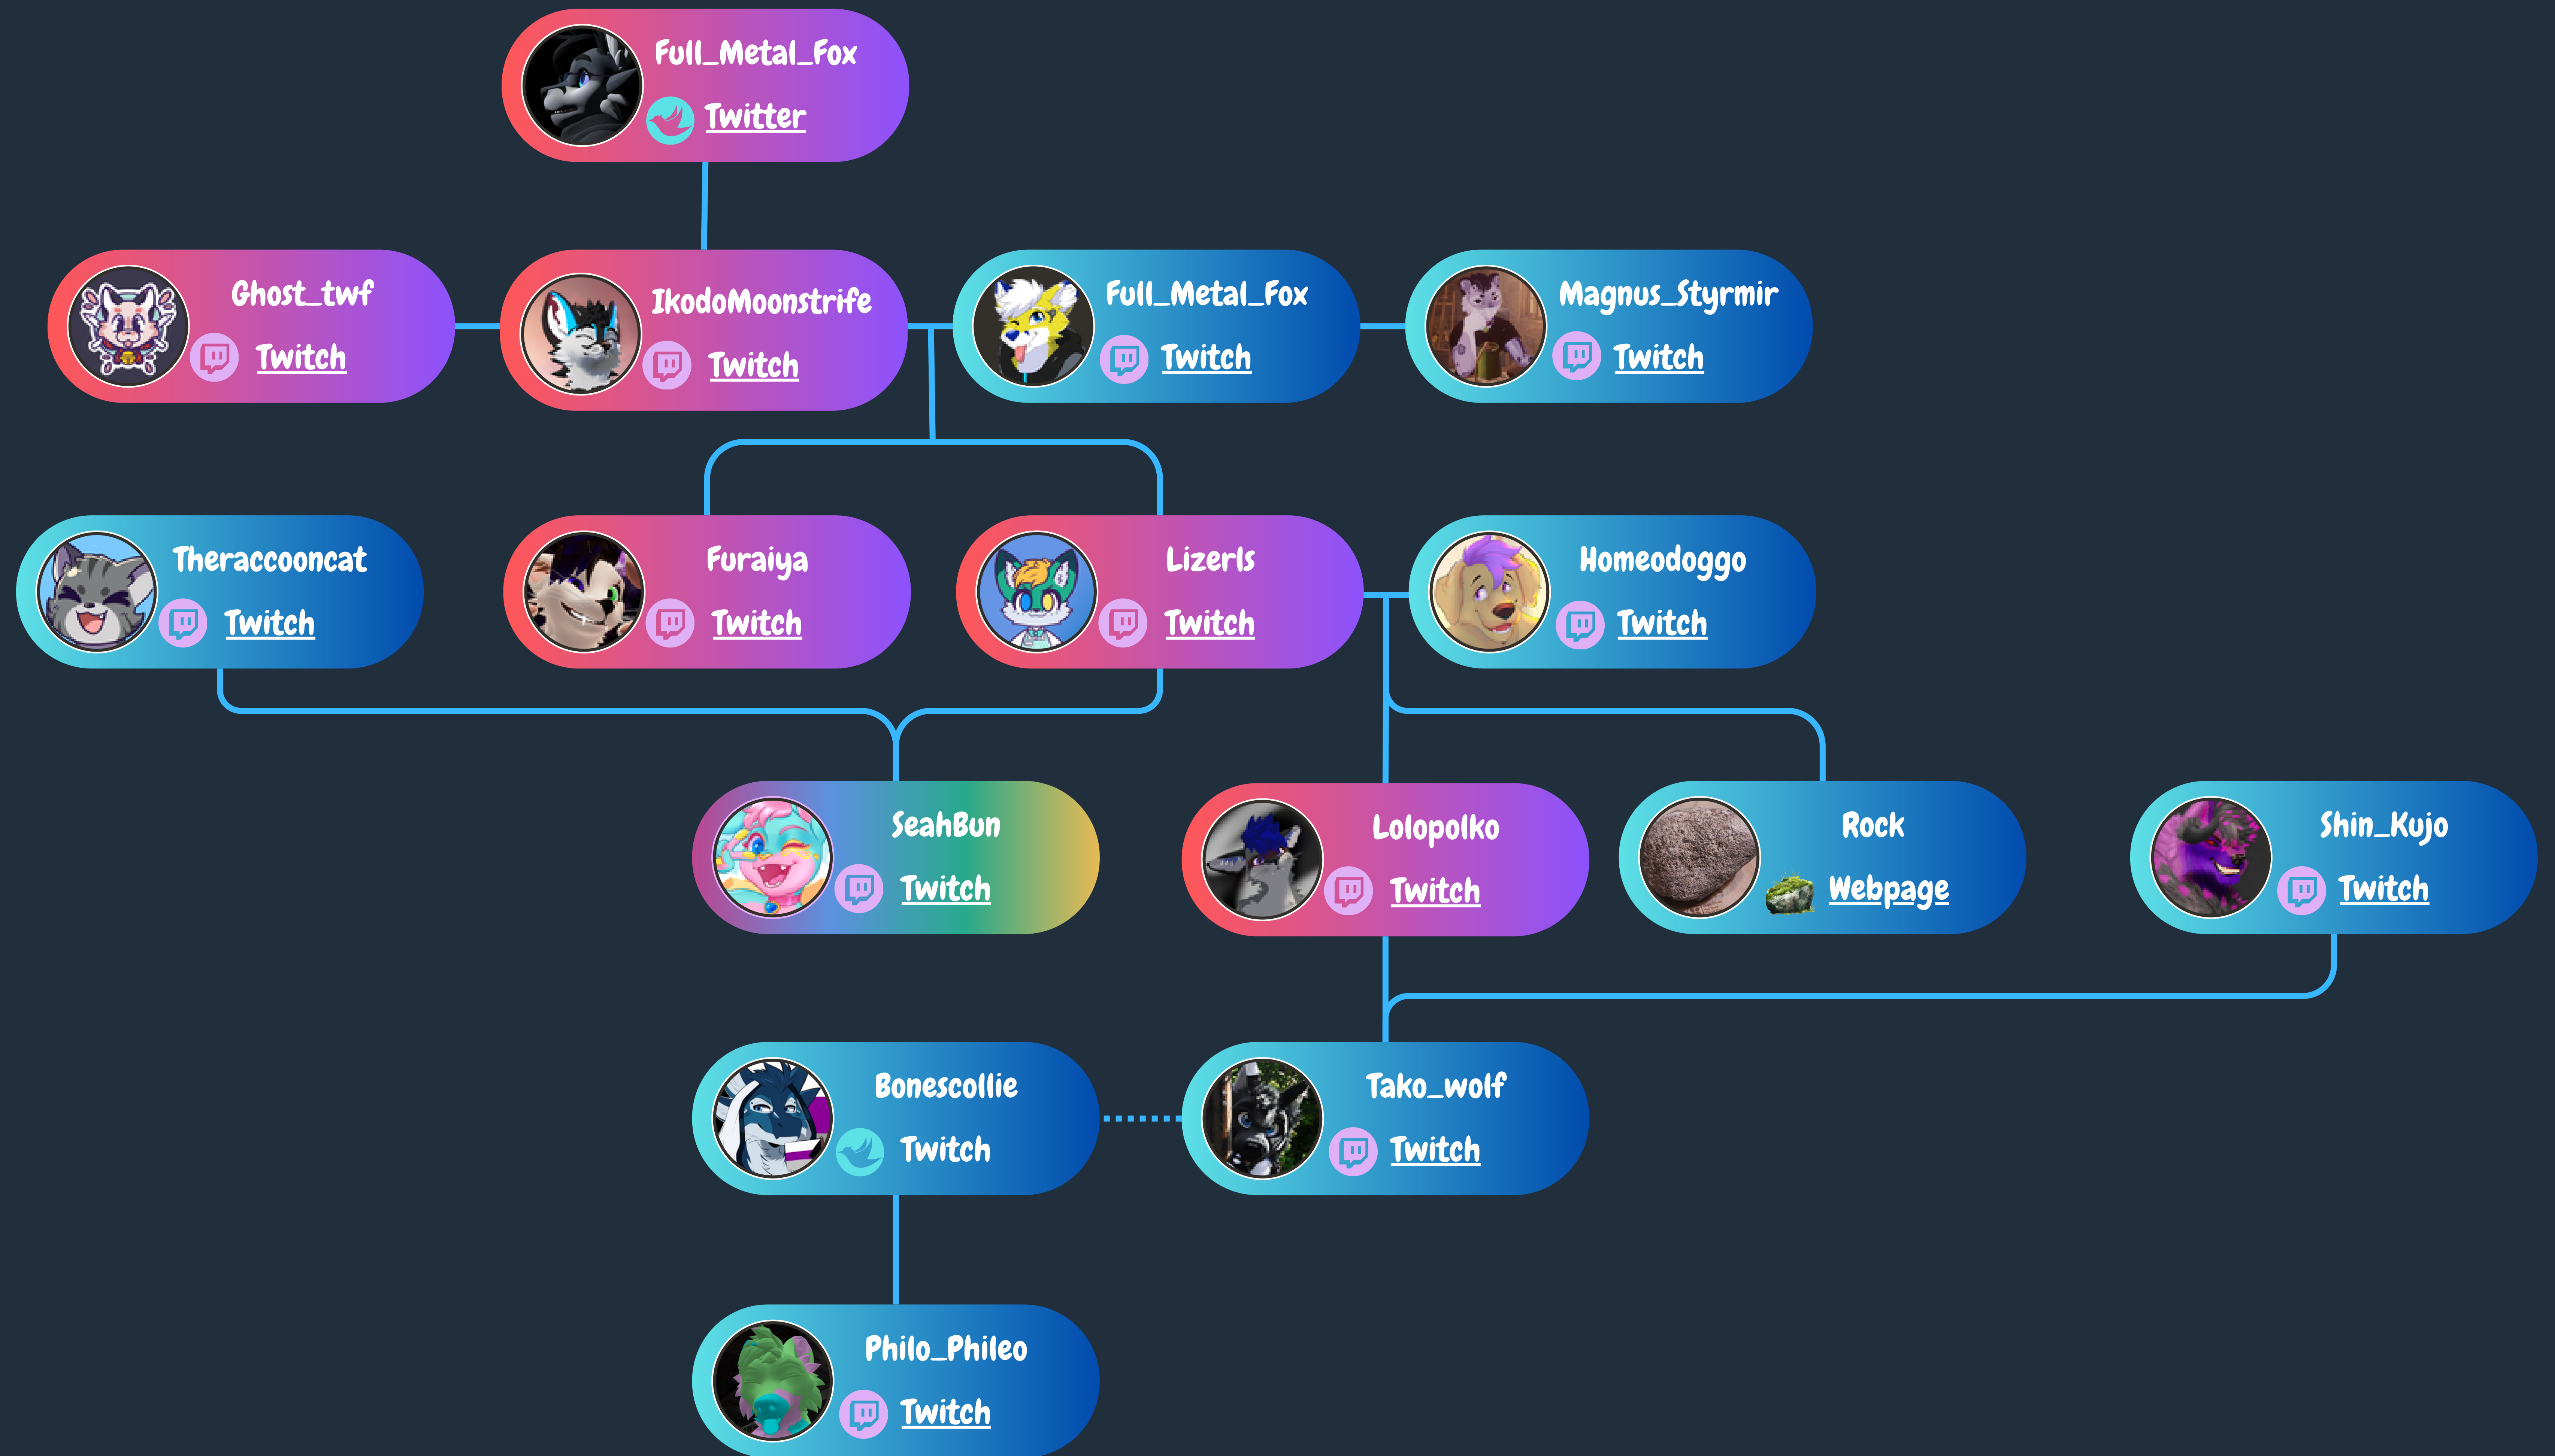 Full_Metal_Fox
Twitter
Ghost_twf
Twitch
IkodoMoonstrife
Twitch
Full_Metal_Fox
Twitch
Magnus_Styrmir
Twitch
Theraccooncat
Twitch
Furaiya
Twitch
Lizerls
Twitch
Homeodoggo
Twitch
SeahBun
Twitch
Lolopolko
Twitch
Rock
Webpage
Shin_Kujo
Twitch
Bonescollie
Twitch
Tako_wolf
Twitch
Philo_Phileo
Twitch